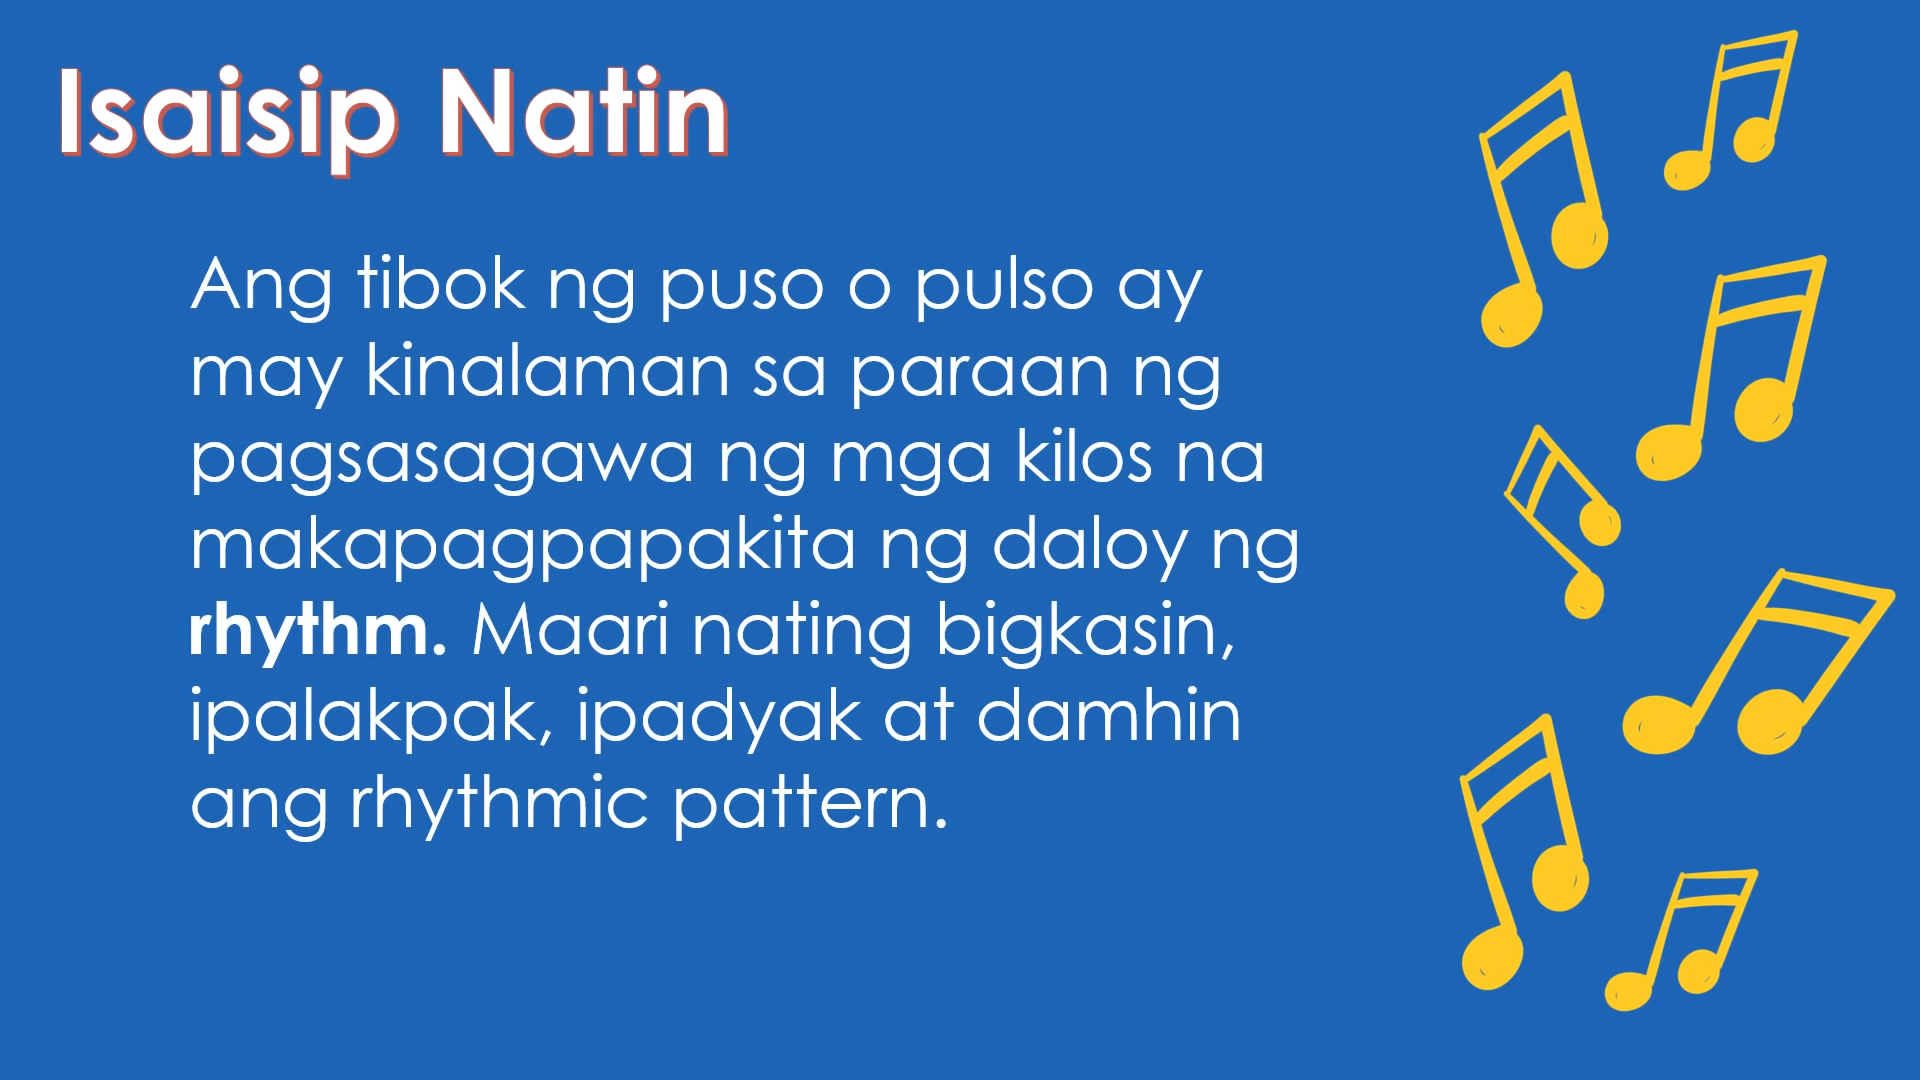 Isaisip Natin
Ang tibok ng puso o pulso ay
may kinalaman sa paraan ng
pagsasagawa ng mga kilos na
makapagpapakita ng daloy ng
rhythm. Maari nating bigkasin,
ipalakpak, ipadyak at damhin
ang rhythmic pattern.